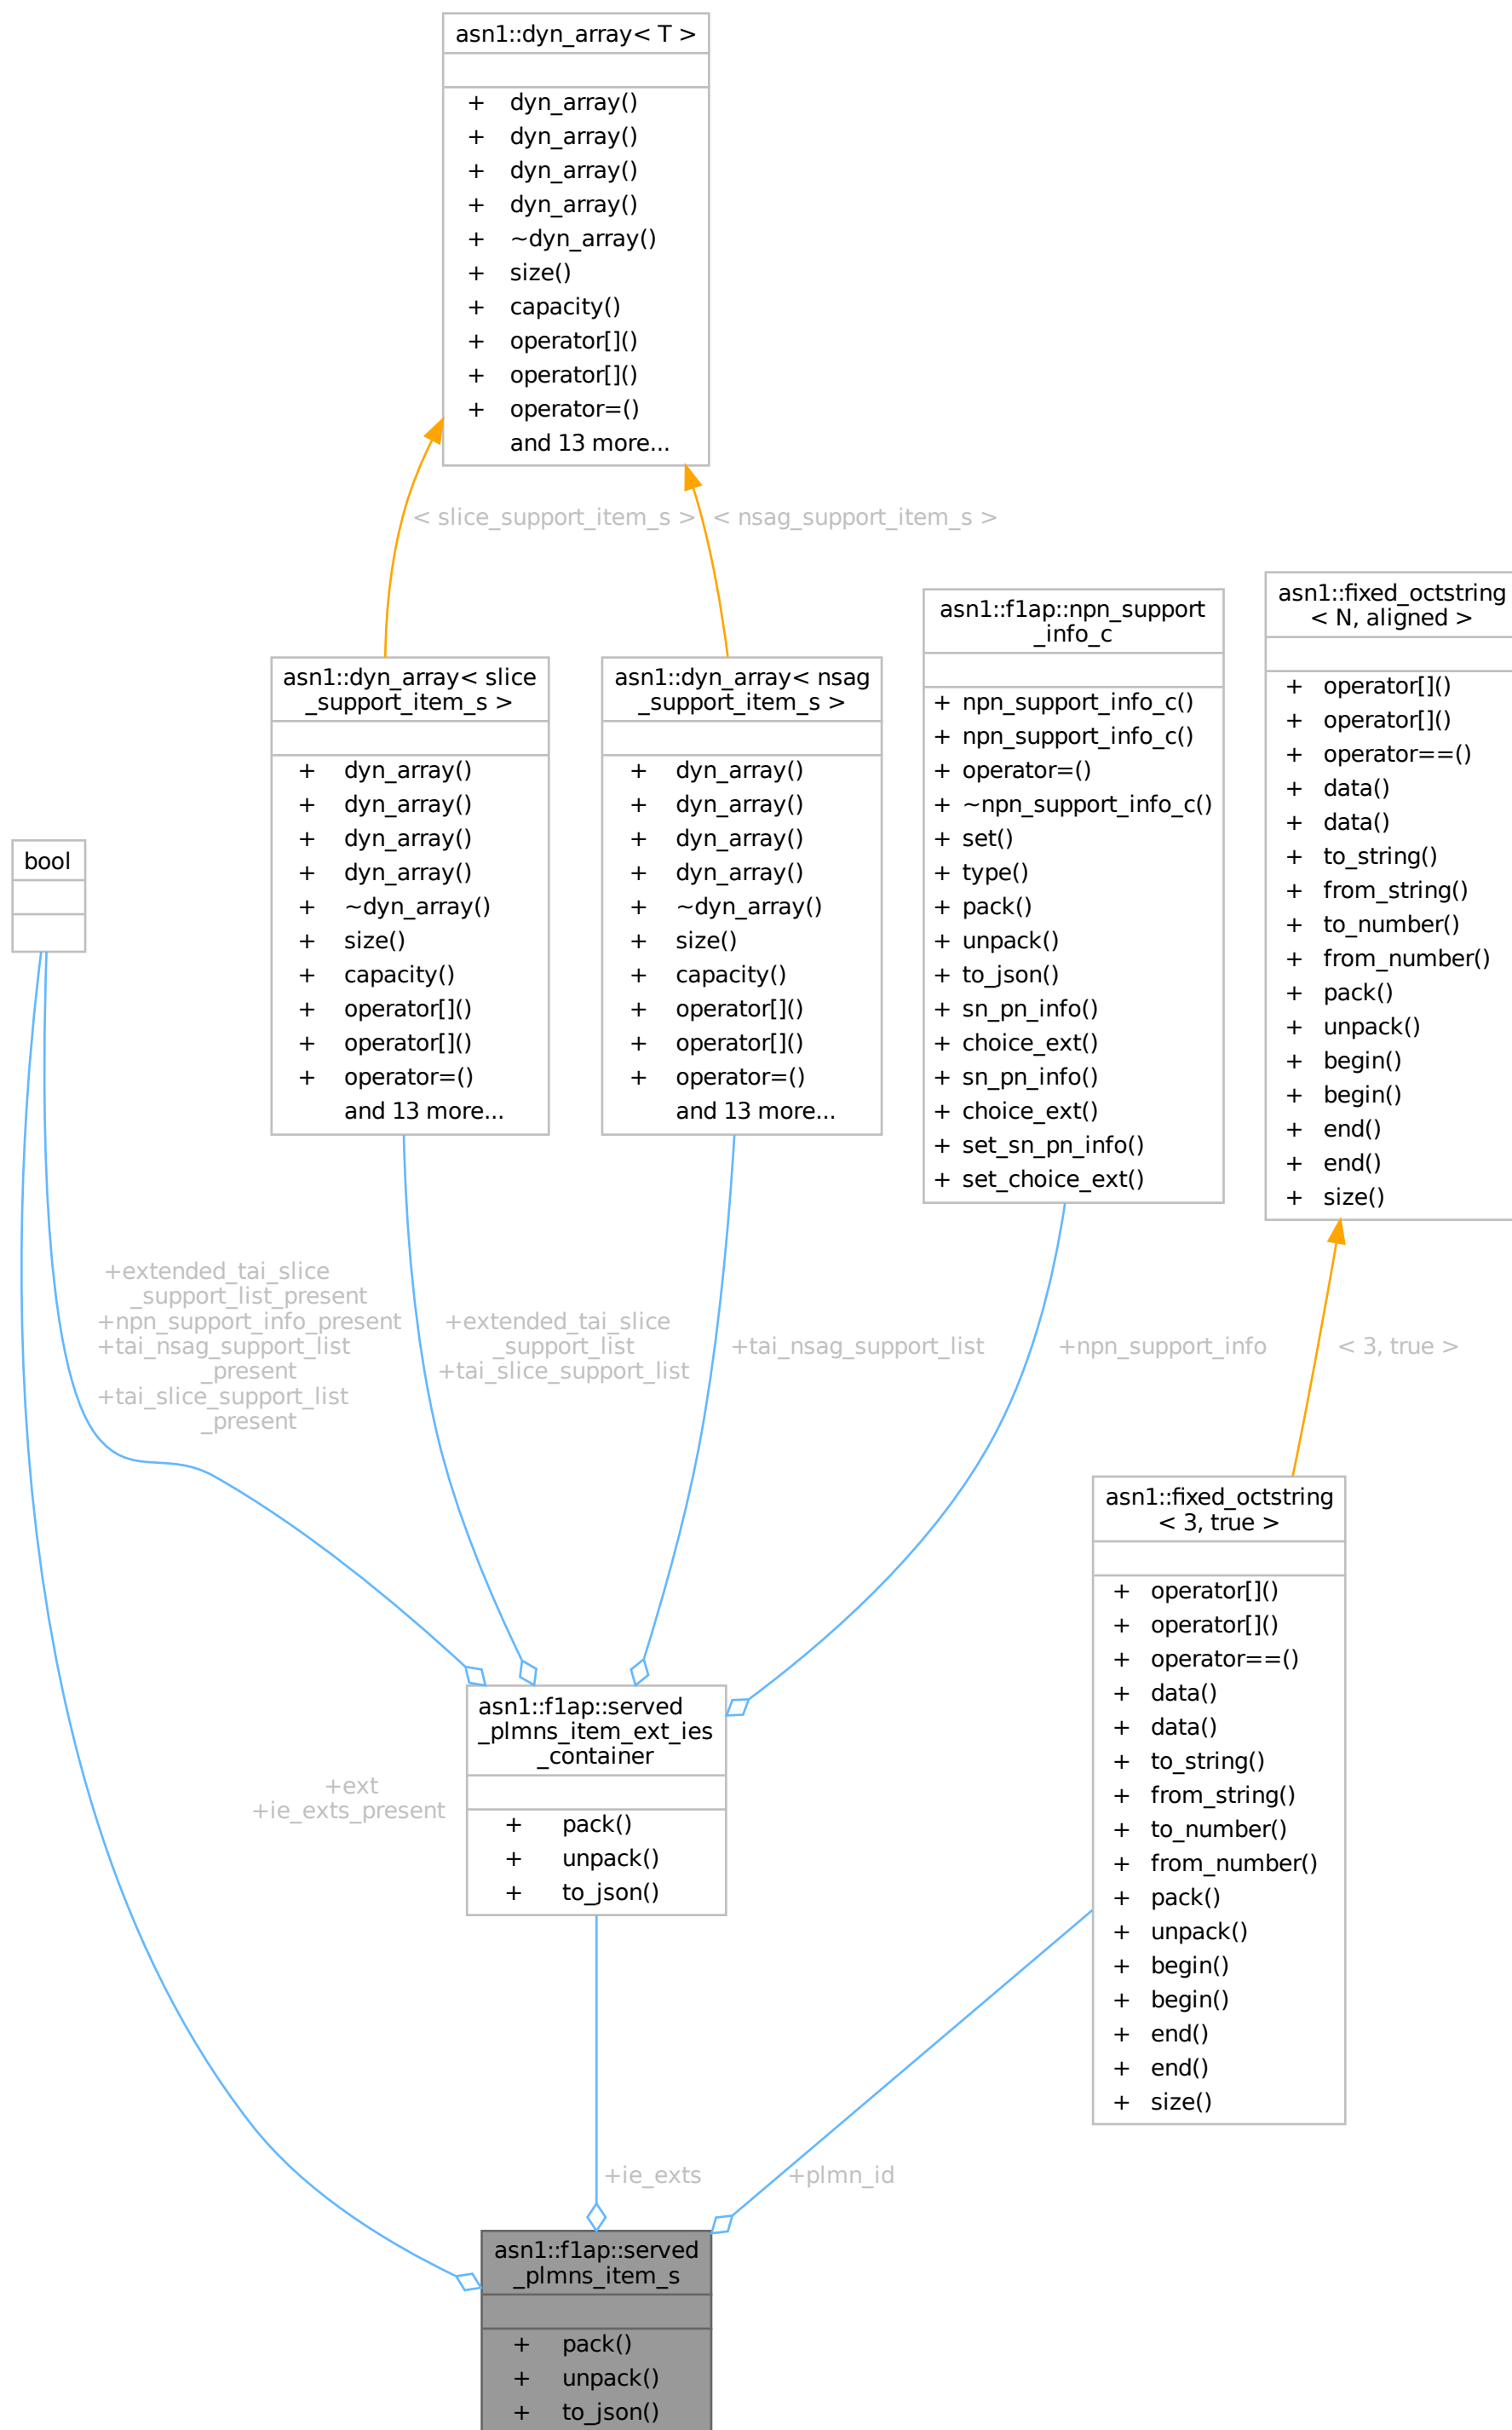 asn1::dyn_array< T >
+ dyn_array()
+ dyn_array()
+ dyn_array()
+ dyn_array()
+ ~dyn_array()
+ size()
+ capacity()
+ operator[]()
+ operator[]()
+ operator=()
and 13 more...
< slice_support_item_s >
< nsag_support_item_s >
asn1::dyn_array< slice
_support_item_s >
+ dyn_array()
+ dyn_array()
+ dyn_array()
+ dyn_array()
+ ~dyn_array()
+ size()
+ capacity()
+ operator[]()
+ operator[]()
+ operator=()
and 13 more...
asn1::dyn_array< nsag
_support_item_s >
+ dyn_array()
+ dyn_array()
+ dyn_array()
+ dyn_array()
+ ~dyn_array()
+ size()
+ capacity()
+ operator[]()
+ operator[]()
+ operator=()
and 13 more...
asn1::f1ap::npn_support
_info_c
+ npn_support_info_c()
+ npn_support_info_c()
+ operator=()
+ ~npn_support_info_c()
+ set()
+ type()
+ pack()
+ unpack()
+ to_json()
+ sn_pn_info()
+ choice_ext()
+ sn_pn_info()
+ choice_ext()
+ set_sn_pn_info()
+ set_choice_ext()
asn1::fixed_octstring
< N, aligned >
+ operator[]()
+ operator[]()
+ operator==()
+ data()
+ data()
+ to_string()
+ from_string()
+ to_number()
+ from_number()
+ pack()
+ unpack()
+ begin()
+ begin()
+ end()
+ end()
+ size()
bool
+extended_tai_slice
_support_list_present
+npn_support_info_present
+tai_nsag_support_list
_present
+tai_slice_support_list
_present
+extended_tai_slice
_support_list
+tai_slice_support_list
+tai_nsag_support_list
+npn_support_info
< 3, true >
asn1::fixed_octstring
< 3, true >
+ operator[]()
+ operator[]()
+ operator==()
+ data()
+ data()
+ to_string()
+ from_string()
+ to_number()
+ from_number()
+ pack()
+ unpack()
+ begin()
+ begin()
+ end()
+ end()
+ size()
asn1::f1ap::served
_plmns_item_ext_ies
_container
+ pack()
+ unpack()
+ to_json()
+ext
+ie_exts_present
+ie_exts
+plmn_id
asn1::f1ap::served
_plmns_item_s
+ pack()
+ unpack()
+ to_json()